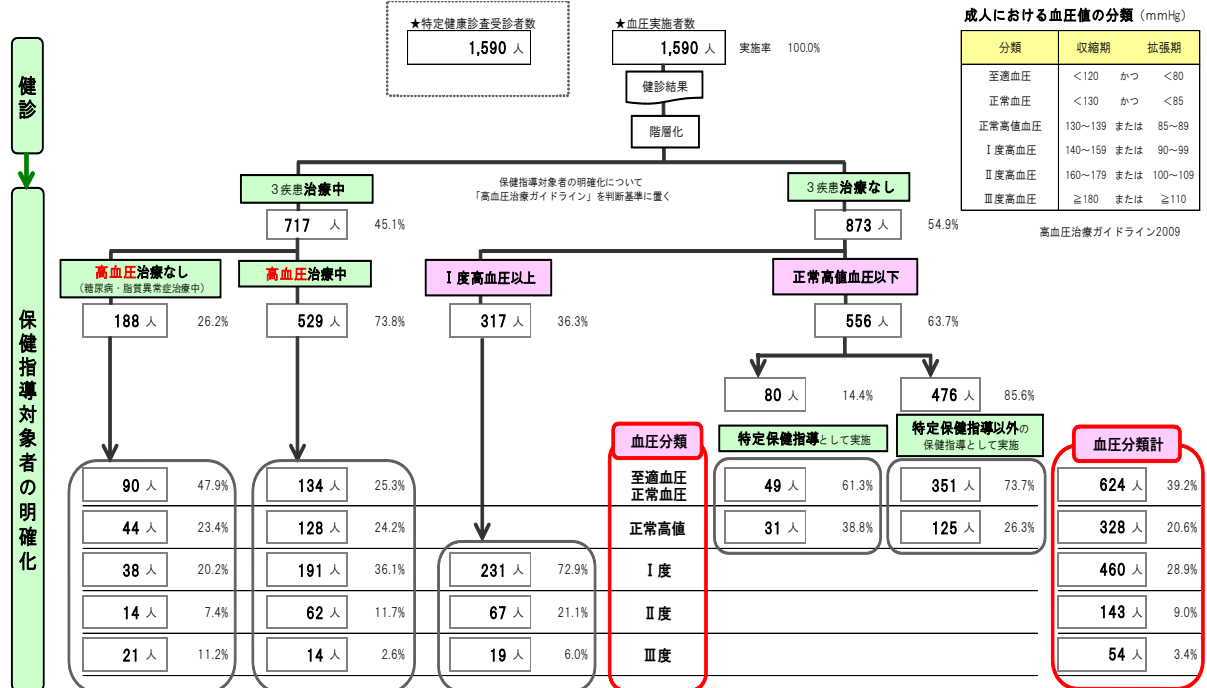 ★特定健康診査受診者数
1,590 人
★血圧実施者数
1,590 人 実施率 100.0%
健診結果
階層化
成人における血圧値の分類（mmHg）
分類 収縮期 拡張期
至適血圧 ＜120 かつ ＜80
正常血圧 ＜130 かつ ＜85
正常高値血圧 130～139 または 85～89
Ⅰ度高血圧 140～159 または 90～99
Ⅱ度高血圧 160～179 または 100～109
Ⅲ度高血圧 ≧180 または ≧110
高血圧治療ガイドライン2009
健診
保健指導対象者の明確化
保健指導対象者の明確化について
「高血圧治療ガイドライン」を判断基準に置く
３疾患治療中
717 人 45.1%
３疾患治療なし
873 人 54.9%
高血圧治療なし
（糖尿病・脂質異常症治療中）
188 人 26.2%
高血圧治療中
529 人 73.8%
Ⅰ度高血圧以上
317 人 36.3%
正常高値血圧以下
556 人 63.7%
80 人 14.4%
476 人 85.6%
血圧分類
特定保健指導として実施
特定保健指導以外の
保健指導として実施
血圧分類計
90 人 47.9% 134 人 25.3% 至適血圧
正常血圧 49 人 61.3% 351 人 73.7% 624 人 39.2%
44 人 23.4% 128 人 24.2% 正常高値 31 人 38.8% 125 人 26.3% 328 人 20.6%
38 人 20.2% 191 人 36.1% 231 人 72.9% Ⅰ度 460 人 28.9%
14 人 7.4% 62 人 11.7% 67 人 21.1% Ⅱ度 143 人 9.0%
21 人 11.2% 14 人 2.6% 19 人 6.0% Ⅲ度 54 人 3.4%